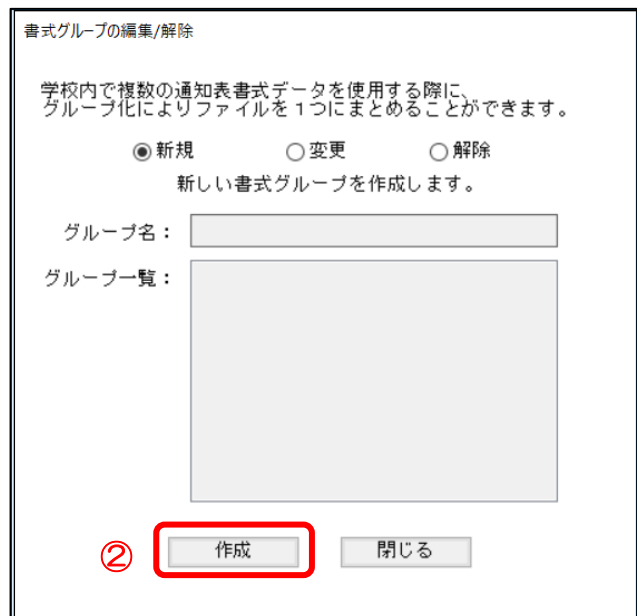 書式グループの編集/解除
学校内で複数の通知表書式データを使用する際に、
グループ化によりファイルを1つにまとめることができます。
新規 変更 解除
新しい書式グループを作成します。
グループ名：
グループ一覧：
② 作成 閉じる